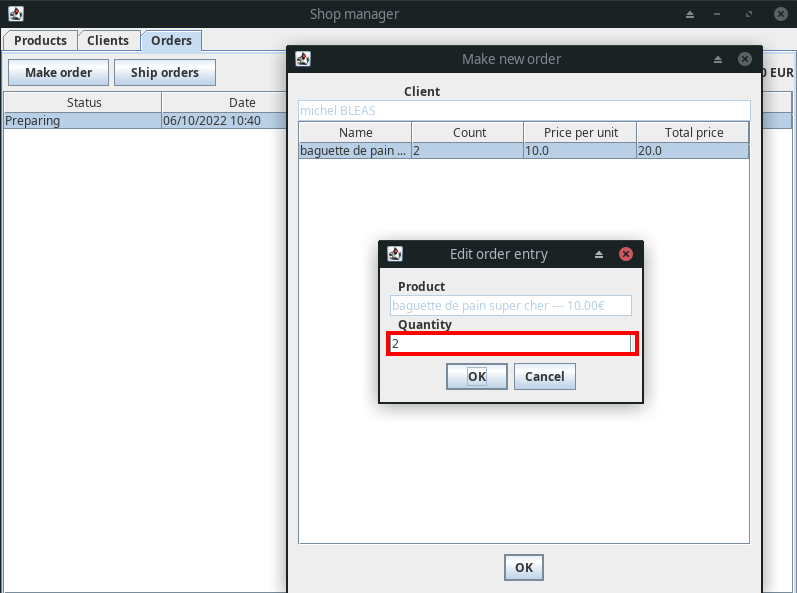 Shop manager
Products Clients Orders
Make order Ship orders
0 EUR
Status Date
Preparing 06/10/2022 10:40
Make new order
Client
michel BLEAS
Name Count Price per unit Total price
baguette de pain ... 2 10.0 20.0
Edit order entry
Product
baguette de pain super cher --- 10.00€
Quantity
2
OK Cancel
OK